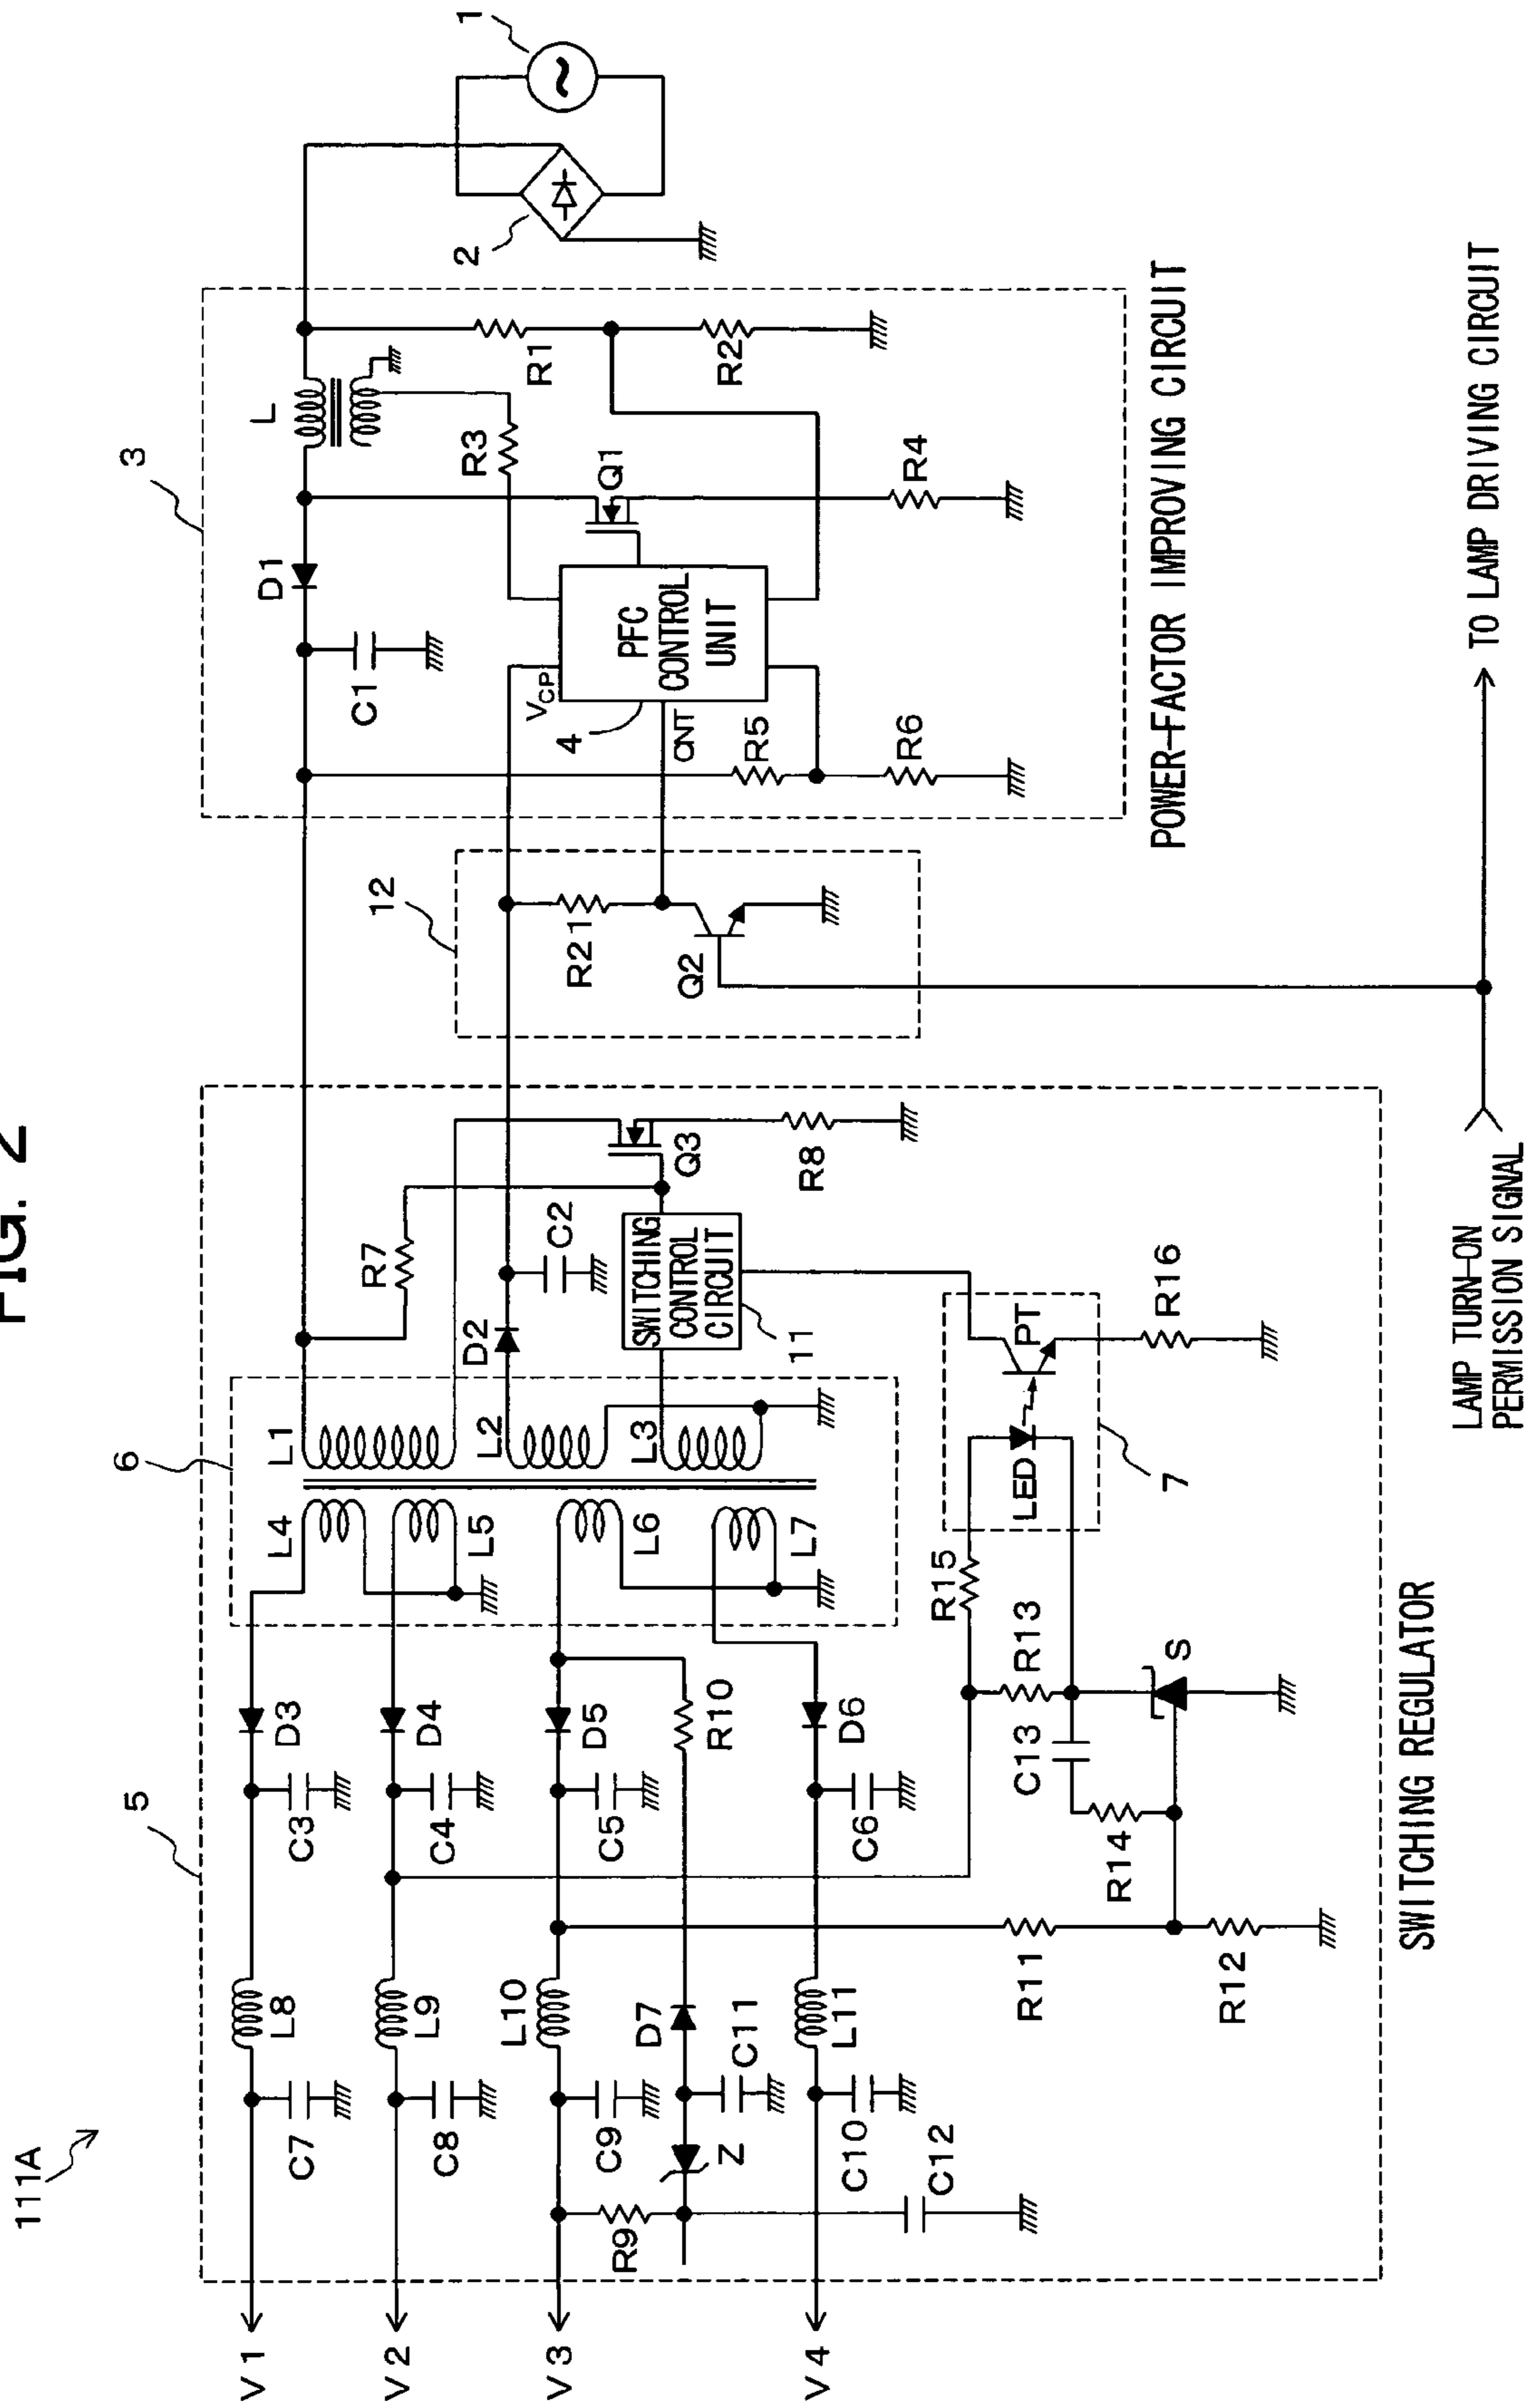 FIG. 2
111A
5
6
3
12
1
2
V1
V2
V3
V4
L8
L9
L10
L11
C7
C8
C9
C10
C11
C12
R9
Z
D7
C3
C4
C5
C6
D3
D4
D5
D6
R10
L4
L5
L6
L7
L1
L2
L3
R7
D2
C2
SWITCHING
CONTROL
CIRCUIT
11
Q3
R8
R11
R12
R14
C13
R13
S
R15
LED
PT
7
R16
SWITCHING REGULATOR
R21
Q2
D1
C1
L
R3
Q1
R1
R2
R4
VCP
CNT
PFC
CONTROL
UNIT
4
R5
R6
POWER-FACTOR IMPROVING CIRCUIT
LAMP TURN-ON
PERMISSION SIGNAL
TO LAMP DRIVING CIRCUIT